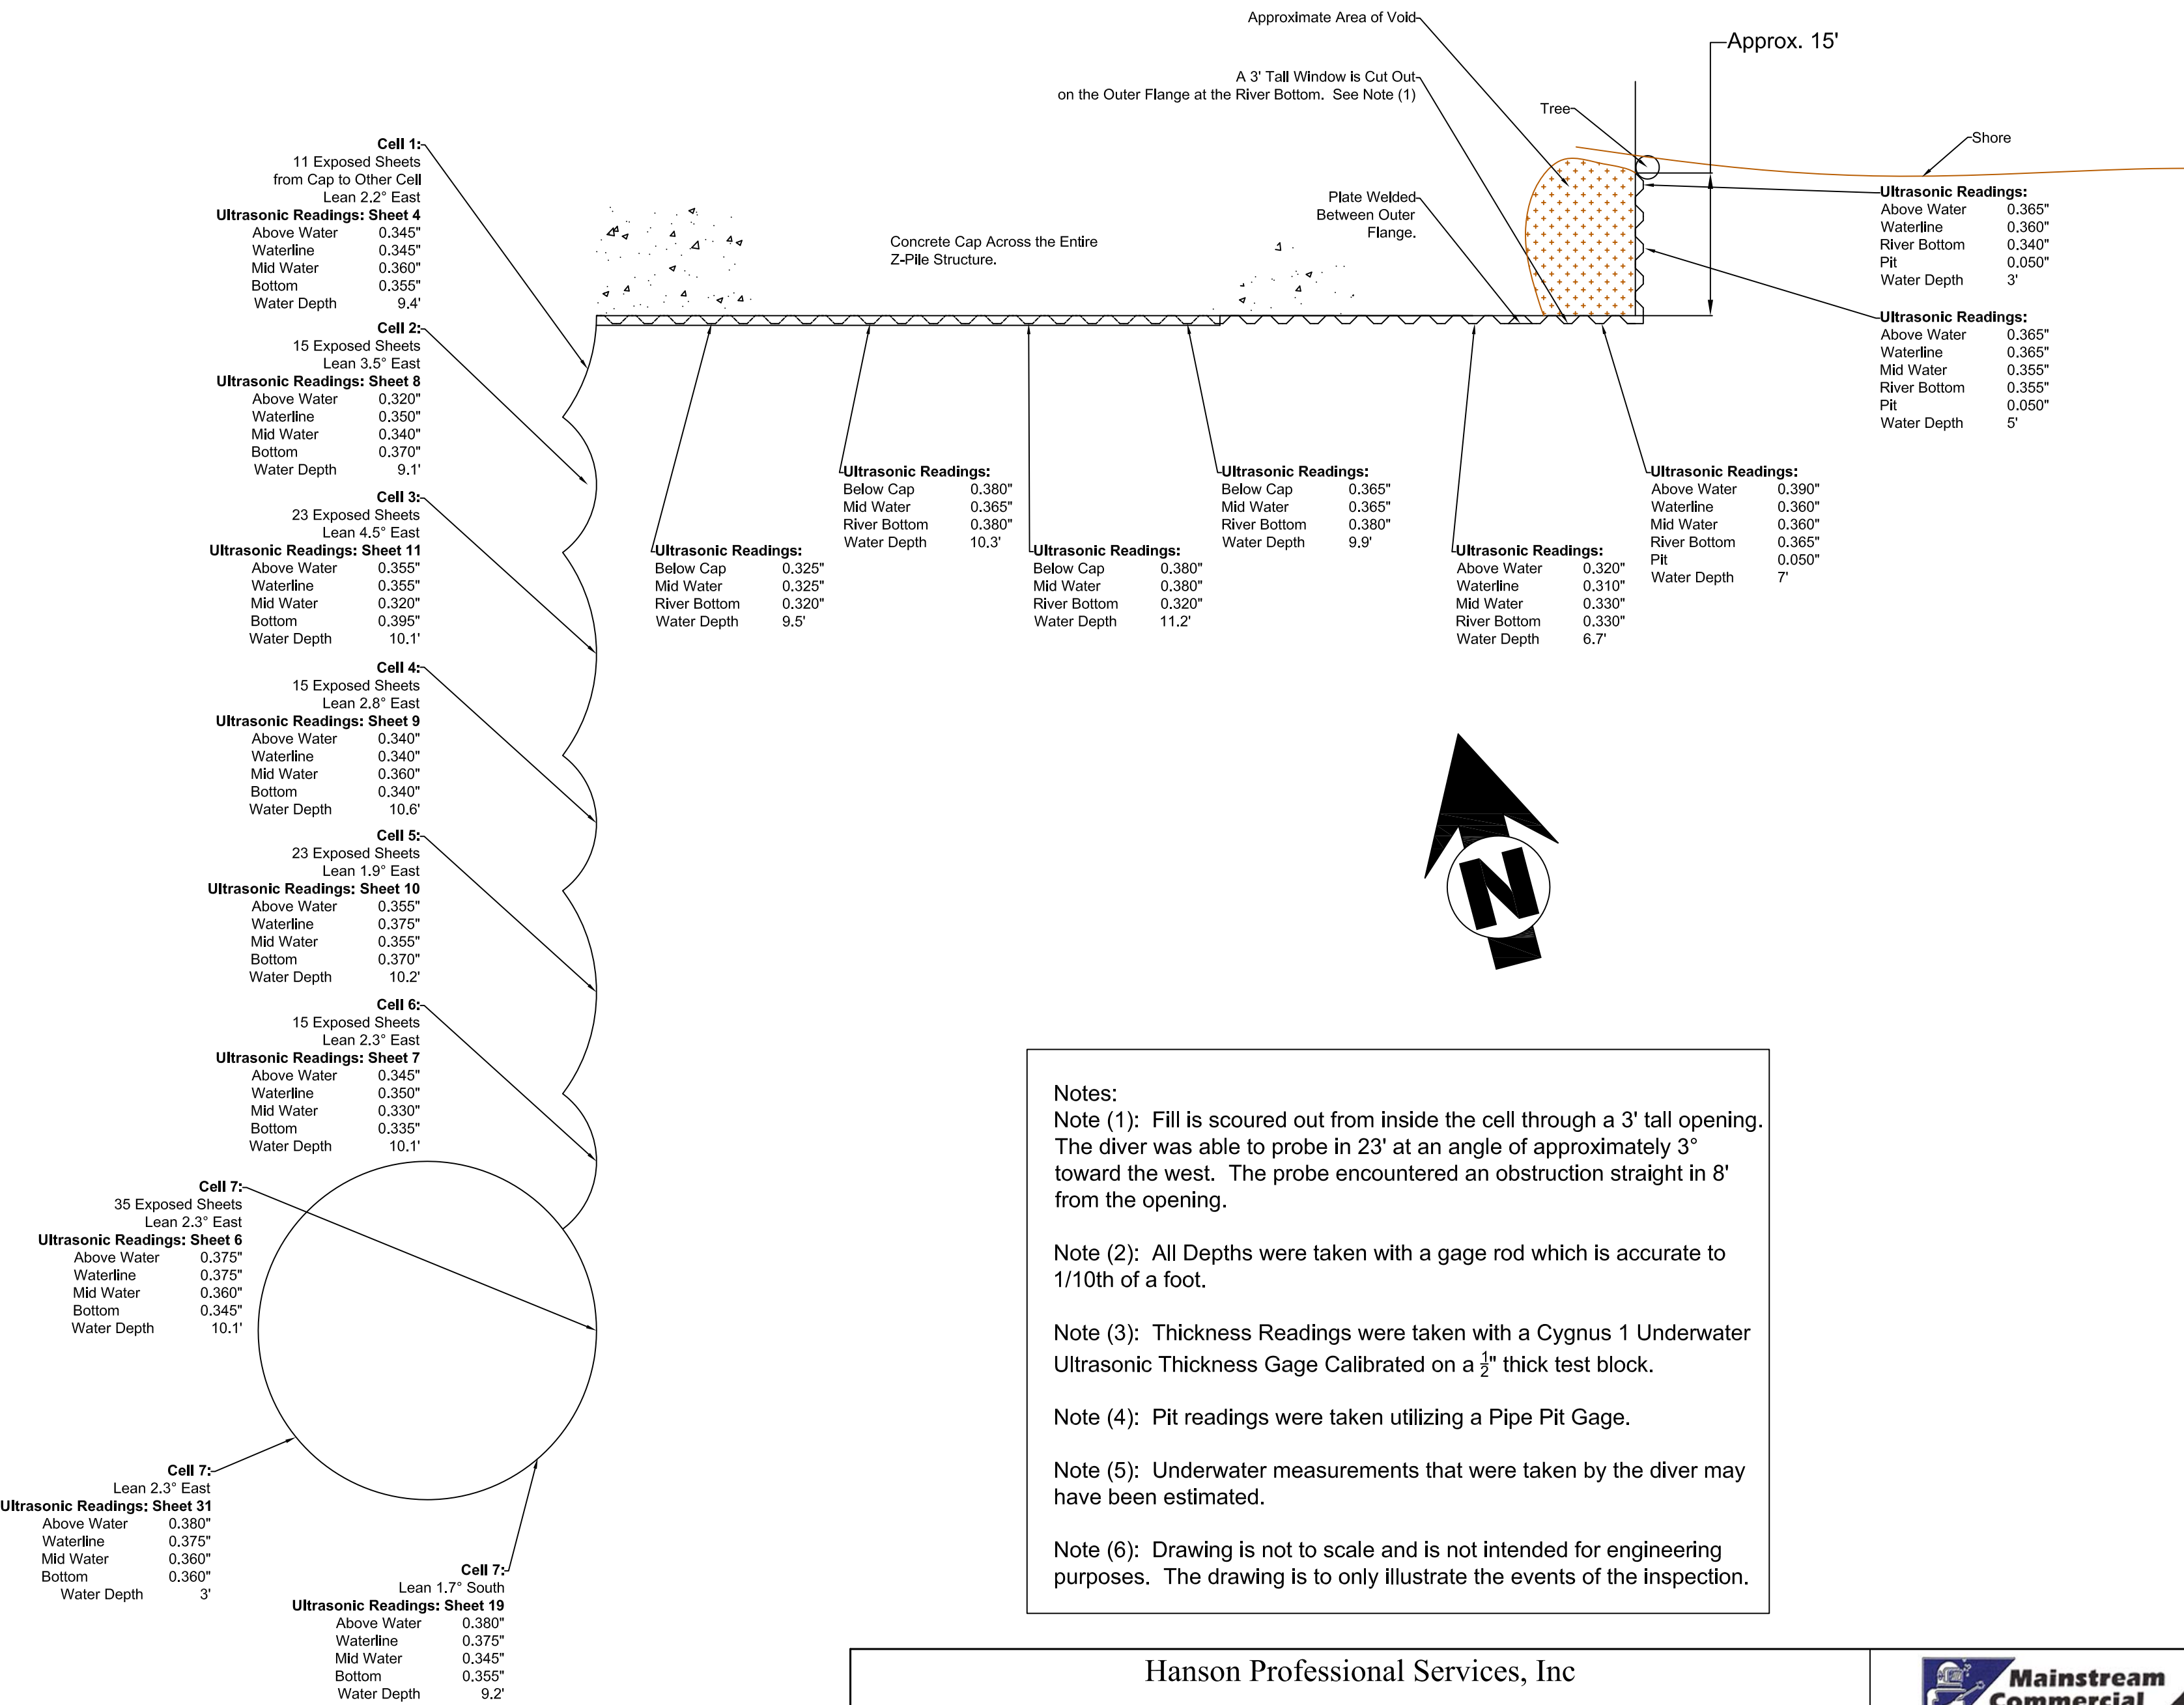 Approximate Area of Void
Approx. 15'
A 3' Tall Window is Cut Out
on the Outer Flange at the River Bottom.  See Note (1)
Tree
Shore
Plate Welded
Between Outer
Flange.
Concrete Cap Across the Entire
Z-Pile Structure.
Cell 1:
11 Exposed Sheets
from Cap to Other Cell
Lean 2.2° East
Ultrasonic Readings: Sheet 4
Above Water 0.345"
Waterline 0.345"
Mid Water 0.360"
Bottom 0.355"
Water Depth 9.4'
Cell 2:
15 Exposed Sheets
Lean 3.5° East
Ultrasonic Readings: Sheet 8
Above Water 0.320"
Waterline 0.350"
Mid Water 0.340"
Bottom 0.370"
Water Depth 9.1'
Cell 3:
23 Exposed Sheets
Lean 4.5° East
Ultrasonic Readings: Sheet 11
Above Water 0.355"
Waterline 0.355"
Mid Water 0.320"
Bottom 0.395"
Water Depth 10.1'
Cell 4:
15 Exposed Sheets
Lean 2.8° East
Ultrasonic Readings: Sheet 9
Above Water 0.340"
Waterline 0.340"
Mid Water 0.360"
Bottom 0.340"
Water Depth 10.6'
Cell 5:
23 Exposed Sheets
Lean 1.9° East
Ultrasonic Readings: Sheet 10
Above Water 0.355"
Waterline 0.375"
Mid Water 0.355"
Bottom 0.370"
Water Depth 10.2'
Cell 6:
15 Exposed Sheets
Lean 2.3° East
Ultrasonic Readings: Sheet 7
Above Water 0.345"
Waterline 0.350"
Mid Water 0.330"
Bottom 0.335"
Water Depth 10.1'
Cell 7:
35 Exposed Sheets
Lean 2.3° East
Ultrasonic Readings: Sheet 6
Above Water 0.375"
Waterline 0.375"
Mid Water 0.360"
Bottom 0.345"
Water Depth 10.1'
Cell 7:
Lean 2.3° East
Ultrasonic Readings: Sheet 31
Above Water 0.380"
Waterline 0.375"
Mid Water 0.360"
Bottom 0.360"
Water Depth 3'
Cell 7:
Lean 1.7° South
Ultrasonic Readings: Sheet 19
Above Water 0.380"
Waterline 0.375"
Mid Water 0.345"
Bottom 0.355"
Water Depth 9.2'
Ultrasonic Readings:
Below Cap 0.325"
Mid Water 0.325"
River Bottom 0.320"
Water Depth 9.5'
Ultrasonic Readings:
Below Cap 0.380"
Mid Water 0.365"
River Bottom 0.380"
Water Depth 10.3'
Ultrasonic Readings:
Below Cap 0.380"
Mid Water 0.380"
River Bottom 0.320"
Water Depth 11.2'
Ultrasonic Readings:
Below Cap 0.365"
Mid Water 0.365"
River Bottom 0.380"
Water Depth 9.9'
Ultrasonic Readings:
Above Water 0.320"
Waterline 0.310"
Mid Water 0.330"
River Bottom 0.330"
Water Depth 6.7'
Ultrasonic Readings:
Above Water 0.390"
Waterline 0.360"
Mid Water 0.360"
River Bottom 0.365"
Pit 0.050"
Water Depth 7'
Ultrasonic Readings:
Above Water 0.365"
Waterline 0.360"
River Bottom 0.340"
Pit 0.050"
Water Depth 3'
Ultrasonic Readings:
Above Water 0.365"
Waterline 0.365"
Mid Water 0.355"
River Bottom 0.355"
Pit 0.050"
Water Depth 5'
N
Notes:
Note (1):  Fill is scoured out from inside the cell through a 3' tall opening.
The diver was able to probe in 23' at an angle of approximately 3°
toward the west.  The probe encountered an obstruction straight in 8'
from the opening.
Note (2):  All Depths were taken with a gage rod which is accurate to
1/10th of a foot.
Note (3):  Thickness Readings were taken with a Cygnus 1 Underwater
Ultrasonic Thickness Gage Calibrated on a ½" thick test block.
Note (4):  Pit readings were taken utilizing a Pipe Pit Gage.
Note (5):  Underwater measurements that were taken by the diver may
have been estimated.
Note (6):  Drawing is not to scale and is not intended for engineering
purposes.  The drawing is to only illustrate the events of the inspection.
Hanson Professional Services, Inc
Mainstream
Commercial